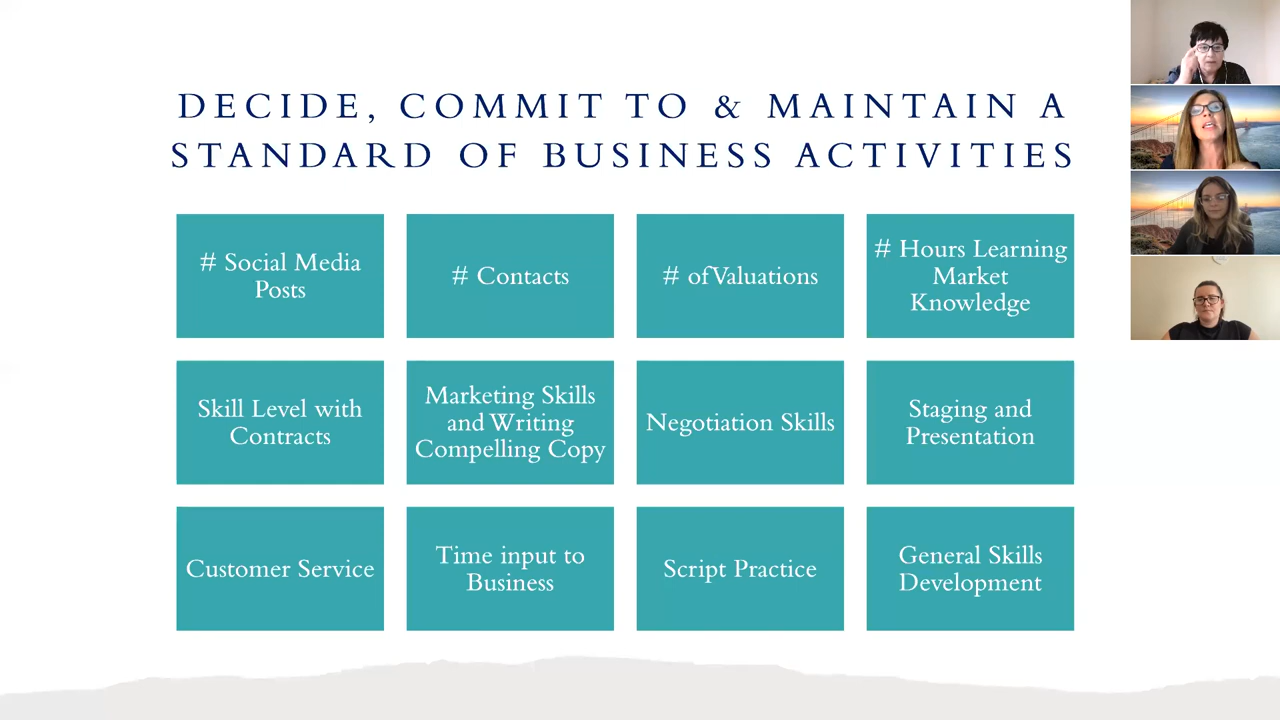 DECIDE, COMMIT TO & MAINTAIN A
STANDARD OF BUSINESS ACTIVITIES
# Social Media
Posts
# Contacts
# of Valuations
# Hours Learning
Market
Knowledge
Skill Level with
Contracts
Marketing Skills
and Writing
Compelling Copy
Negotiation Skills
Staging and
Presentation
Customer Service
Time input to
Business
Script Practice
General Skills
Development